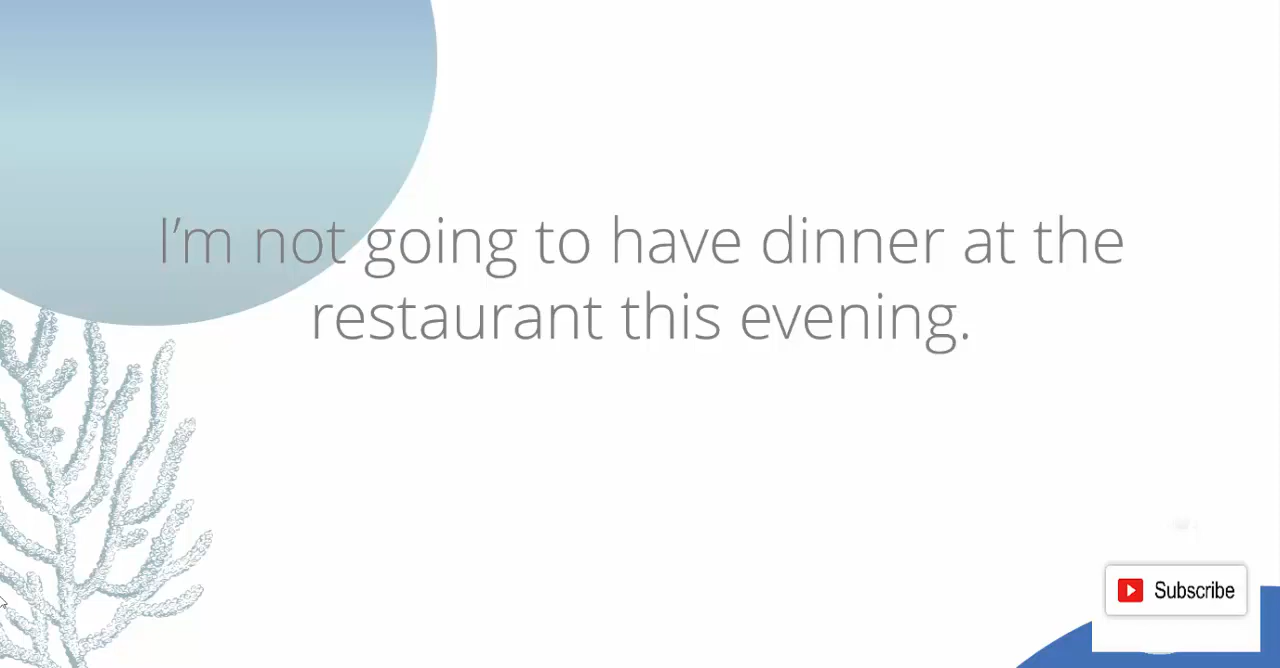 I’m not going to have dinner at the
restaurant this evening.
Subscribe